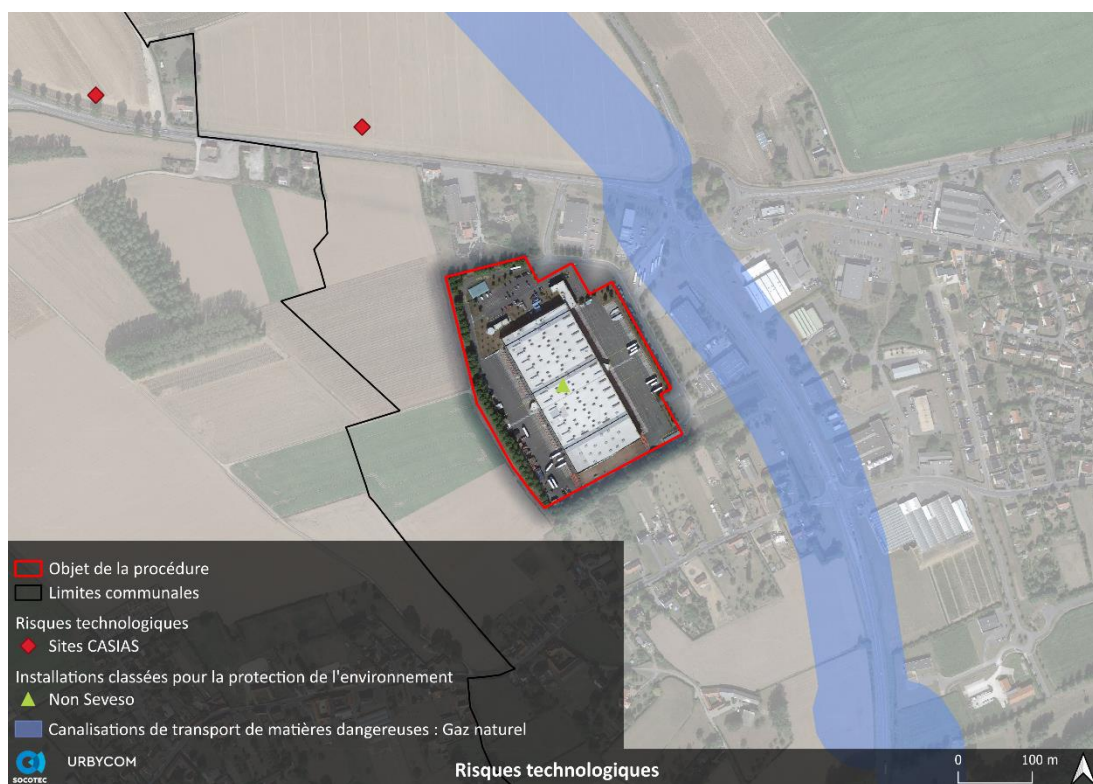 Objet de la procédure
Limites communales
Risques technologiques
Sites CASIAS
Installations classées pour la protection de l'environnement
Non Seveso
Canalisations de transport de matières dangereuses : Gaz naturel
SOCOTEC
URBYCOM
Risques technologiques
0 100 m